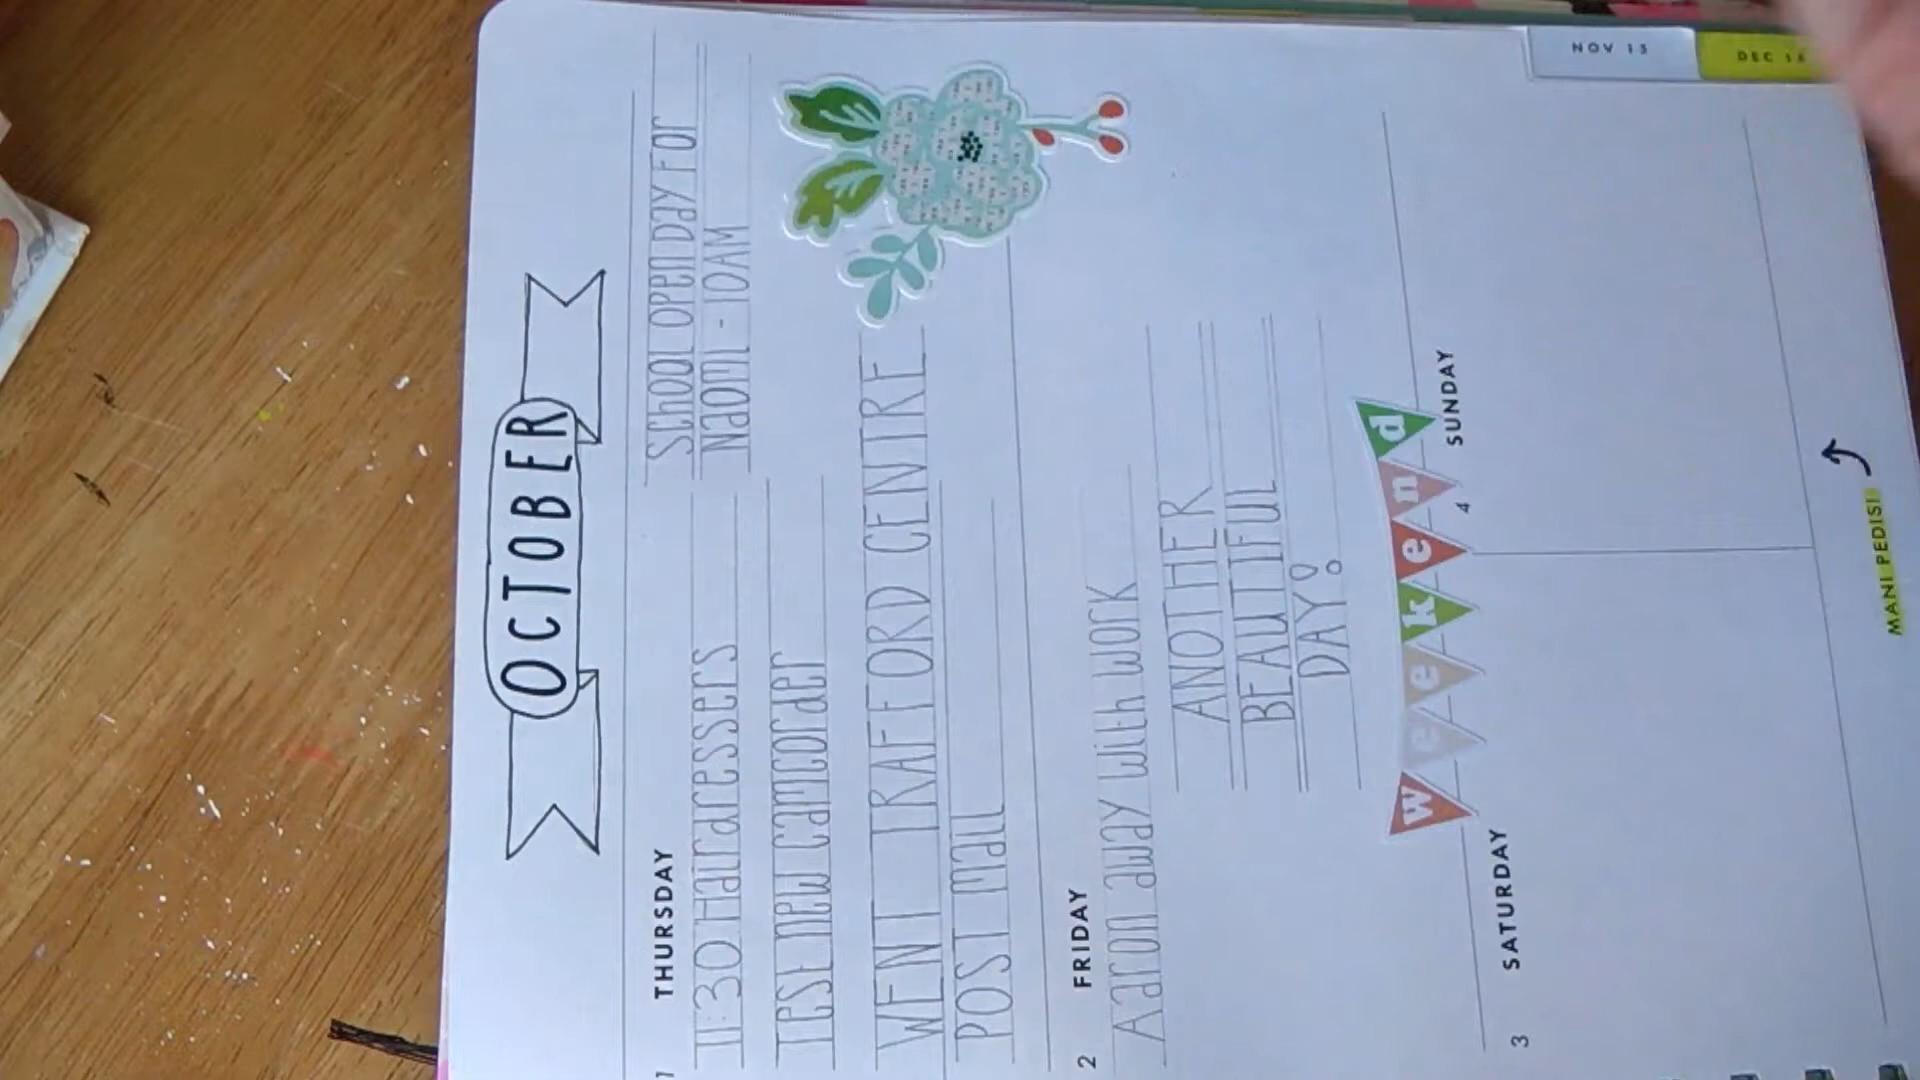 OCTOBER
1 THURSDAY
11:30 Hairdressers
School open day for
Naomi - 10AM
Test new camcorder
WENT TRAFFORD CENTRE
POST Mail
2 FRIDAY
Aaron away with work
ANOTHER
BEAUTIFUL
DAY!
weekend
3 SATURDAY
4 SUNDAY
MANI PEDISI
NOV 15
DEC 15